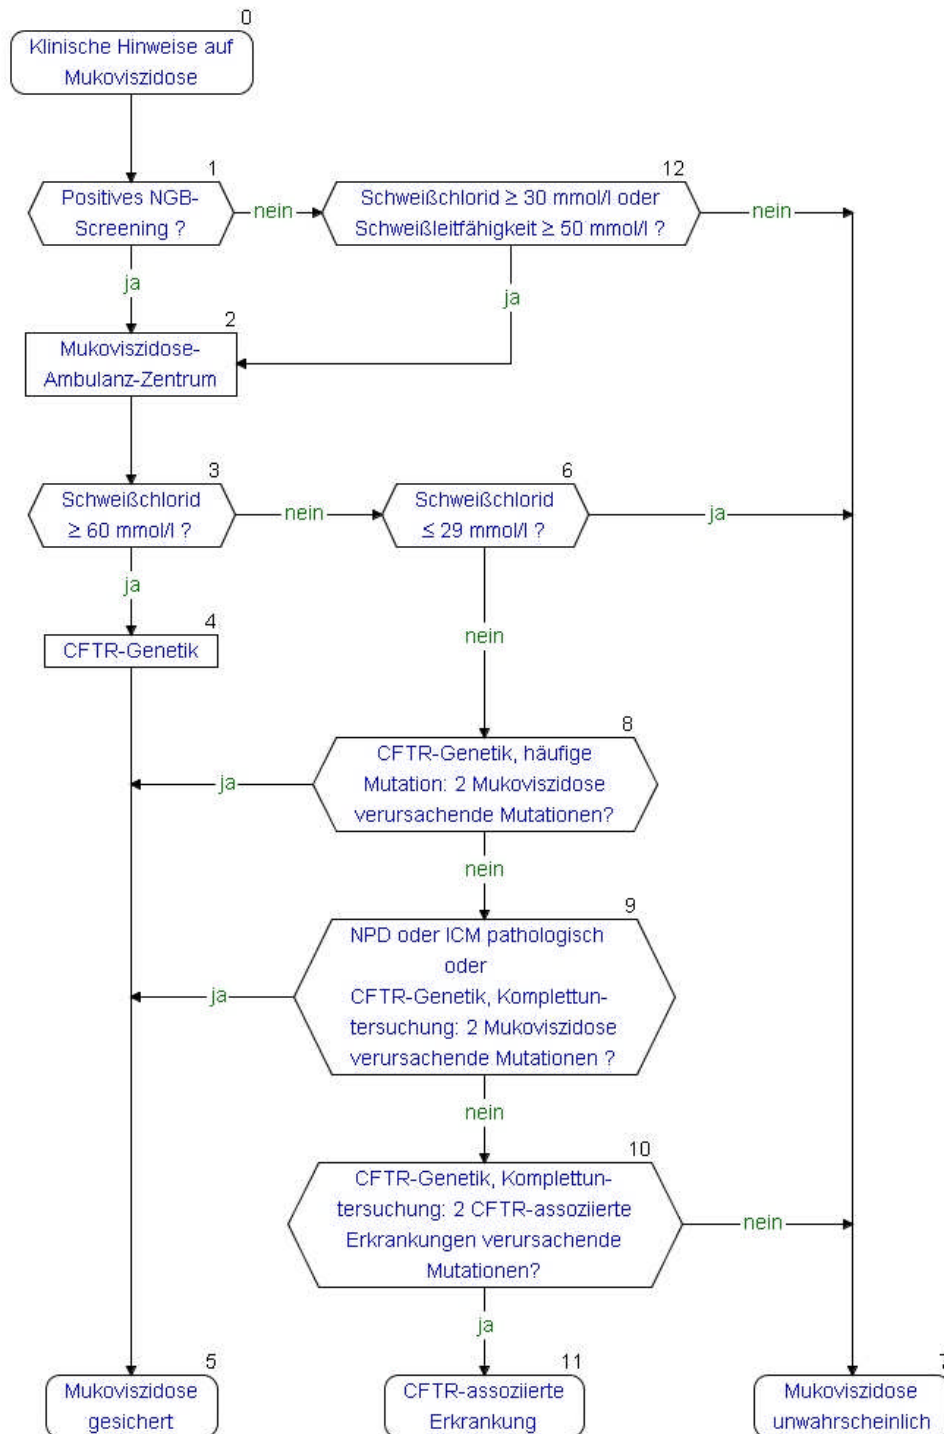 0
Klinische Hinweise auf
Mukoviszidose
1
Positives NGB-
Screening ?
nein
12
Schweißchlorid ≥ 30 mmol/l oder
Schweißleitfähigkeit ≥ 50 mmol/l ?
nein
ja
ja
2
Mukoviszidose-
Ambulanz-Zentrum
3
Schweißchlorid
≥ 60 mmol/l ?
nein
6
Schweißchlorid
≤ 29 mmol/l ?
ja
ja
nein
4
CFTR-Genetik
8
CFTR-Genetik, häufige
Mutation: 2 Mukoviszidose
verursachende Mutationen?
ja
nein
9
NPD oder ICM pathologisch
oder
CFTR-Genetik, Komplettun-
tersuchung: 2 Mukoviszidose
verursachende Mutationen ?
ja
nein
10
CFTR-Genetik, Komplettun-
tersuchung: 2 CFTR-assoziierte
Erkrankungen verursachende
Mutationen?
nein
ja
5
Mukoviszidose
gesichert
11
CFTR-assoziierte
Erkrankung
7
Mukoviszidose
unwahrscheinlich